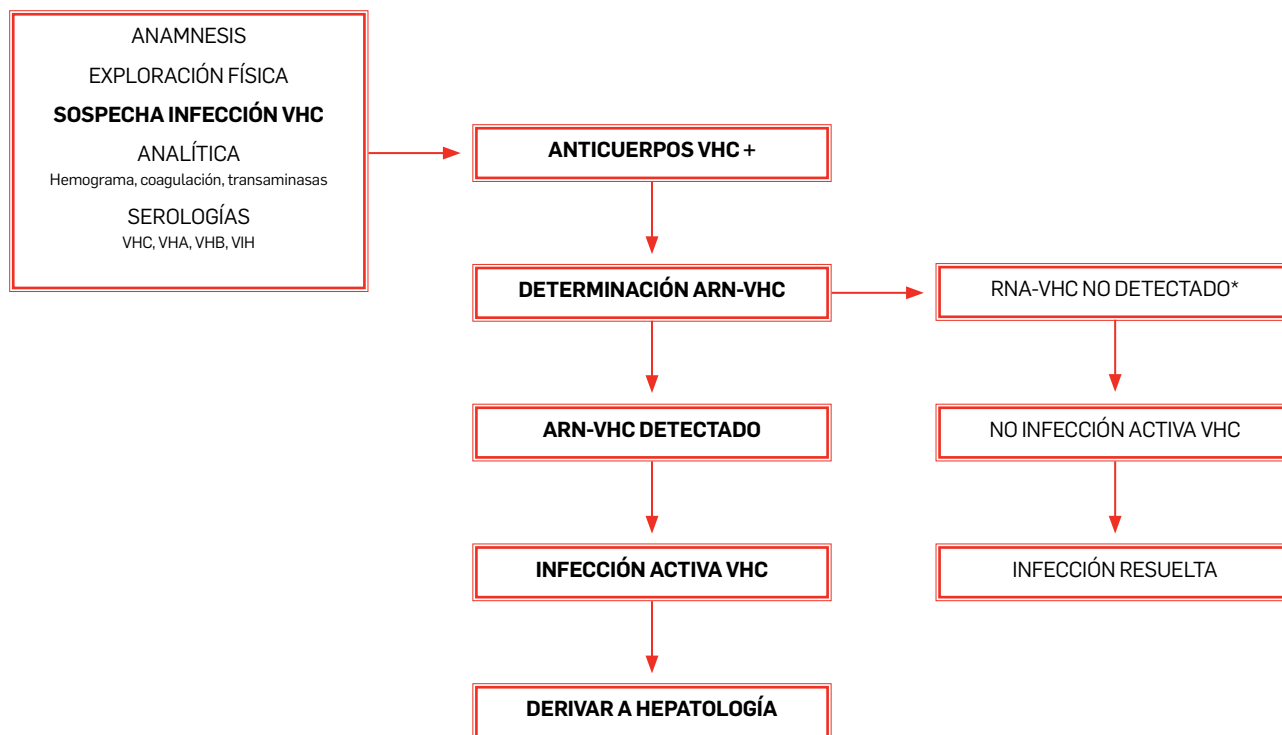 ANAMNESIS
EXPLORACIÓN FÍSICA
SOSPECHA INFECCIÓN VHC
ANALÍTICA
Hemograma, coagulación, transaminasas
SEROLOGÍAS
VHC, VHA, VHB, VIH
ANTICUERPOS VHC +
DETERMINACIÓN ARN-VHC
RNA-VHC NO DETECTADO*
ARN-VHC DETECTADO
NO INFECCIÓN ACTIVA VHC
INFECCIÓN ACTIVA VHC
INFECCIÓN RESUELTA
DERIVAR A HEPATOLOGÍA